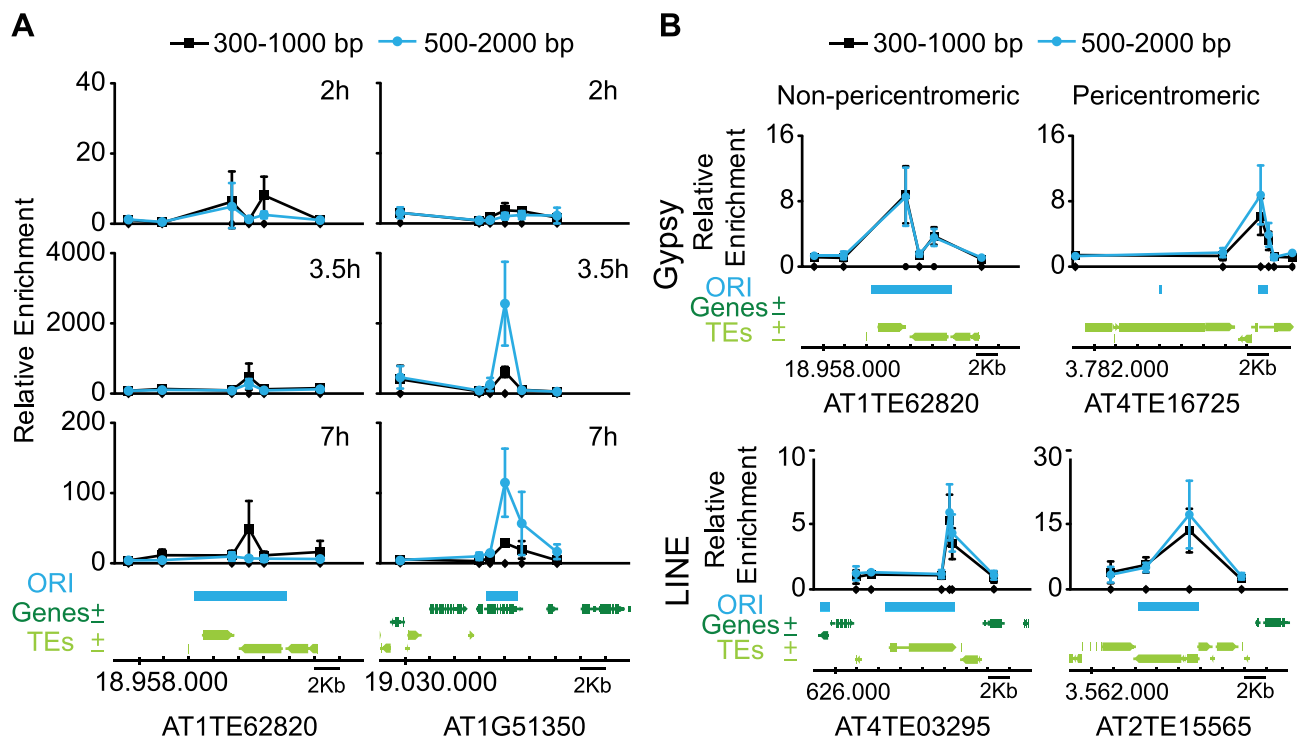 A
300-1000 bp 500-2000 bp
Relative Enrichment
40
20
0
2h
2h
4000
2000
0
3.5h
3.5h
200
100
0
7h
7h
ORI
Genes ±
TEs ±
18.958.000 2Kb
19.030.000 2Kb
AT1TE62820
AT1G51350
B
300-1000 bp 500-2000 bp
Non-pericentromeric Pericentromeric
Gypsy
Relative
Enrichment
16
8
0
16
8
0
ORI
Genes ±
TEs ±
18.958.000 2Kb
3.782.000 2Kb
AT1TE62820
AT4TE16725
LINE
Relative
Enrichment
10
5
0
30
15
0
ORI
Genes ±
TEs ±
626.000 2Kb
3.562.000 2Kb
AT4TE03295
AT2TE15565